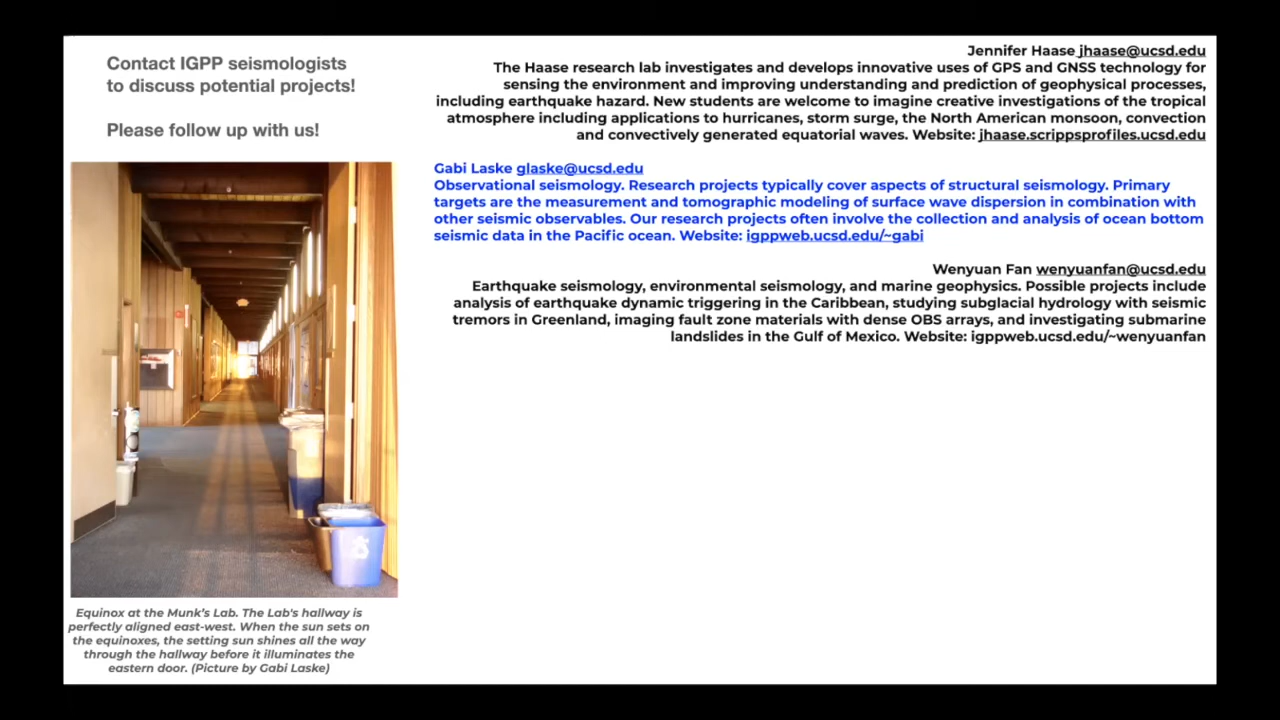 Contact IGPP seismologists
to discuss potential projects!
Please follow up with us!
Equinox at the Munk's Lab. The Lab's hallway is
perfectly aligned east-west. When the sun sets on
the equinoxes, the setting sun shines all the way
through the hallway before it illuminates the
eastern door. (Picture by Gabi Laske)
Jennifer Haase jhaase@ucsd.edu
The Haase research lab investigates and develops innovative uses of GPS and GNSS technology for
sensing the environment and improving understanding and prediction of geophysical processes,
including earthquake hazard. New students are welcome to imagine creative investigations of the tropical
atmosphere including applications to hurricanes, storm surge, the North American monsoon, convection
and convectively generated equatorial waves. Website: jhaase.scrippsprofiles.ucsd.edu
Gabi Laske glaske@ucsd.edu
Observational seismology. Research projects typically cover aspects of structural seismology. Primary
targets are the measurement and tomographic modeling of surface wave dispersion in combination with
other seismic observables. Our research projects often involve the collection and analysis of ocean bottom
seismic data in the Pacific ocean. Website: igppweb.ucsd.edu/~gabi
Wenyuan Fan wenyuanfan@ucsd.edu
Earthquake seismology, environmental seismology, and marine geophysics. Possible projects include
analysis of earthquake dynamic triggering in the Caribbean, studying subglacial hydrology with seismic
tremors in Greenland, imaging fault zone materials with dense OBS arrays, and investigating submarine
landslides in the Gulf of Mexico. Website: igppweb.ucsd.edu/~wenyuanfan